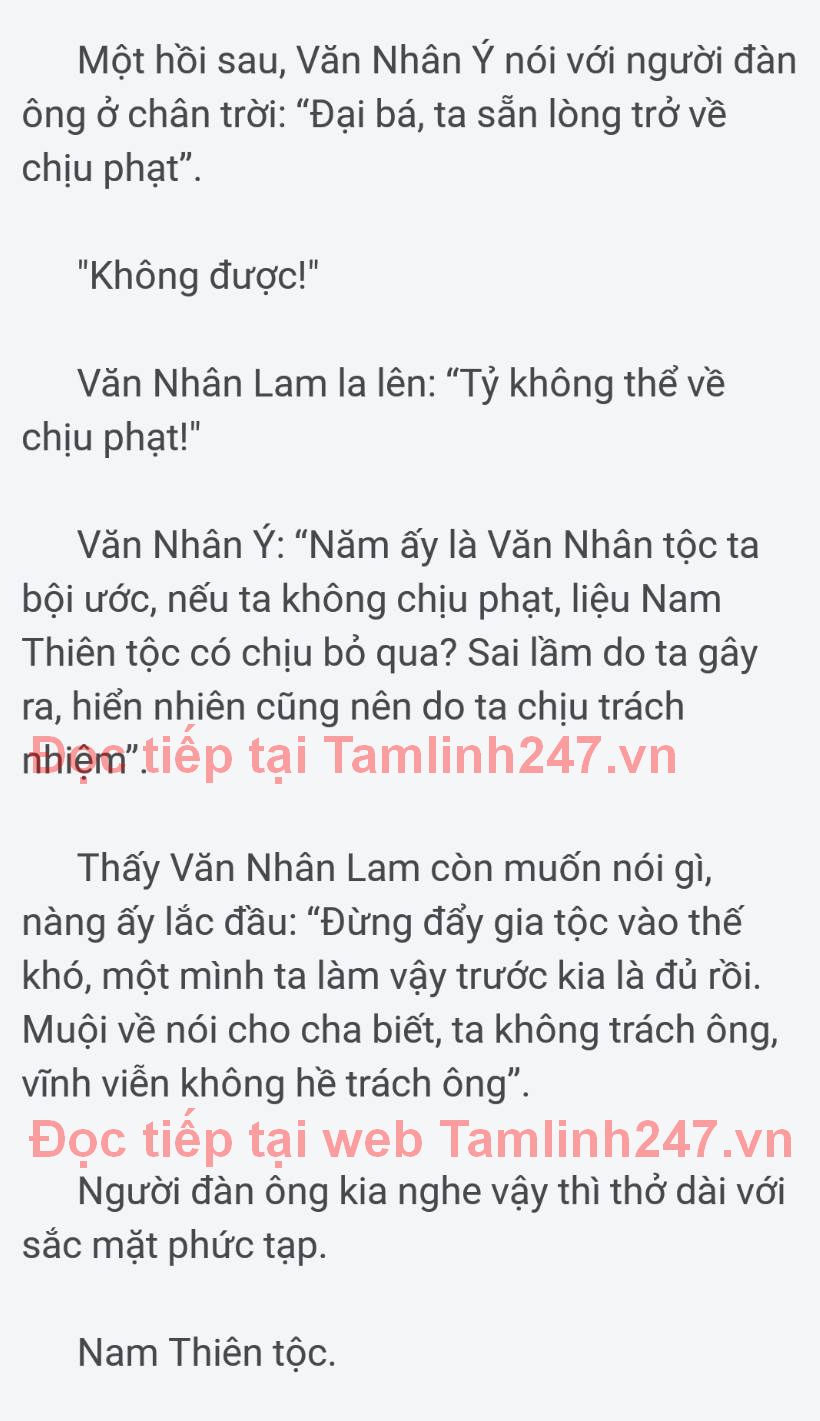 Một hồi sau, Văn Nhân Ý nói với người đàn
ông ở chân trời: “Đại bá, ta sẵn lòng trở về
chịu phạt”.
"Không được!"
Văn Nhân Lam la lên: “Tỷ không thể về
chịu phạt!"
Văn Nhân Ý: “Năm ấy là Văn Nhân tộc ta
bội ước, nếu ta không chịu phạt, liệu Nam
Thiên tộc có chịu bỏ qua? Sai lầm do ta gây
ra, hiển nhiên cũng nên do ta chịu trách
nhiệm”.
Đọc tiếp tại Tamlinh247.vn
Thấy Văn Nhân Lam còn muốn nói gì,
nàng ấy lắc đầu: “Đừng đẩy gia tộc vào thế
khó, một mình ta làm vậy trước kia là đủ rồi.
Muội về nói cho cha biết, ta không trách ông,
vĩnh viễn không hề trách ông”.
Đọc tiếp tại web Tamlinh247.vn
Người đàn ông kia nghe vậy thì thở dài với
sắc mặt phức tạp.
Nam Thiên tộc.